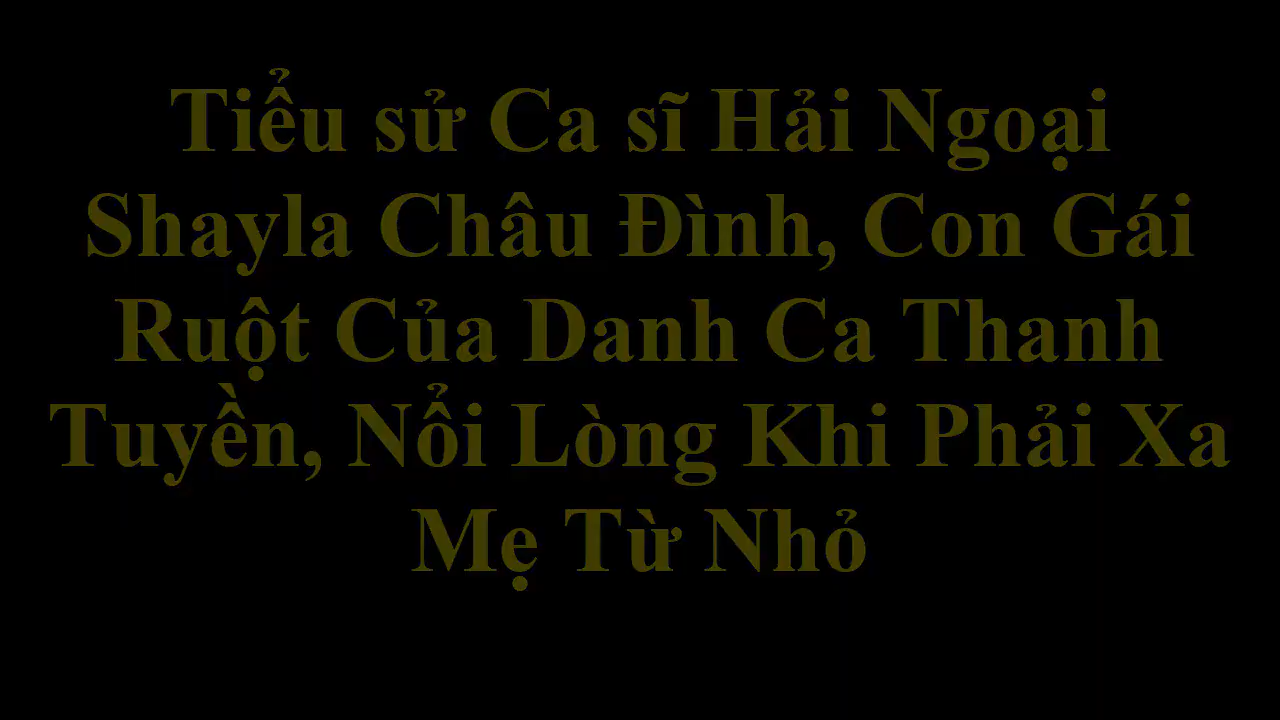 Tiểu sử Ca sĩ Hải Ngoại
Shayla Châu Đình, Con Gái
Ruột Của Danh Ca Thanh
Tuyền, Nổi Lòng Khi Phải Xa
Mẹ Từ Nhỏ